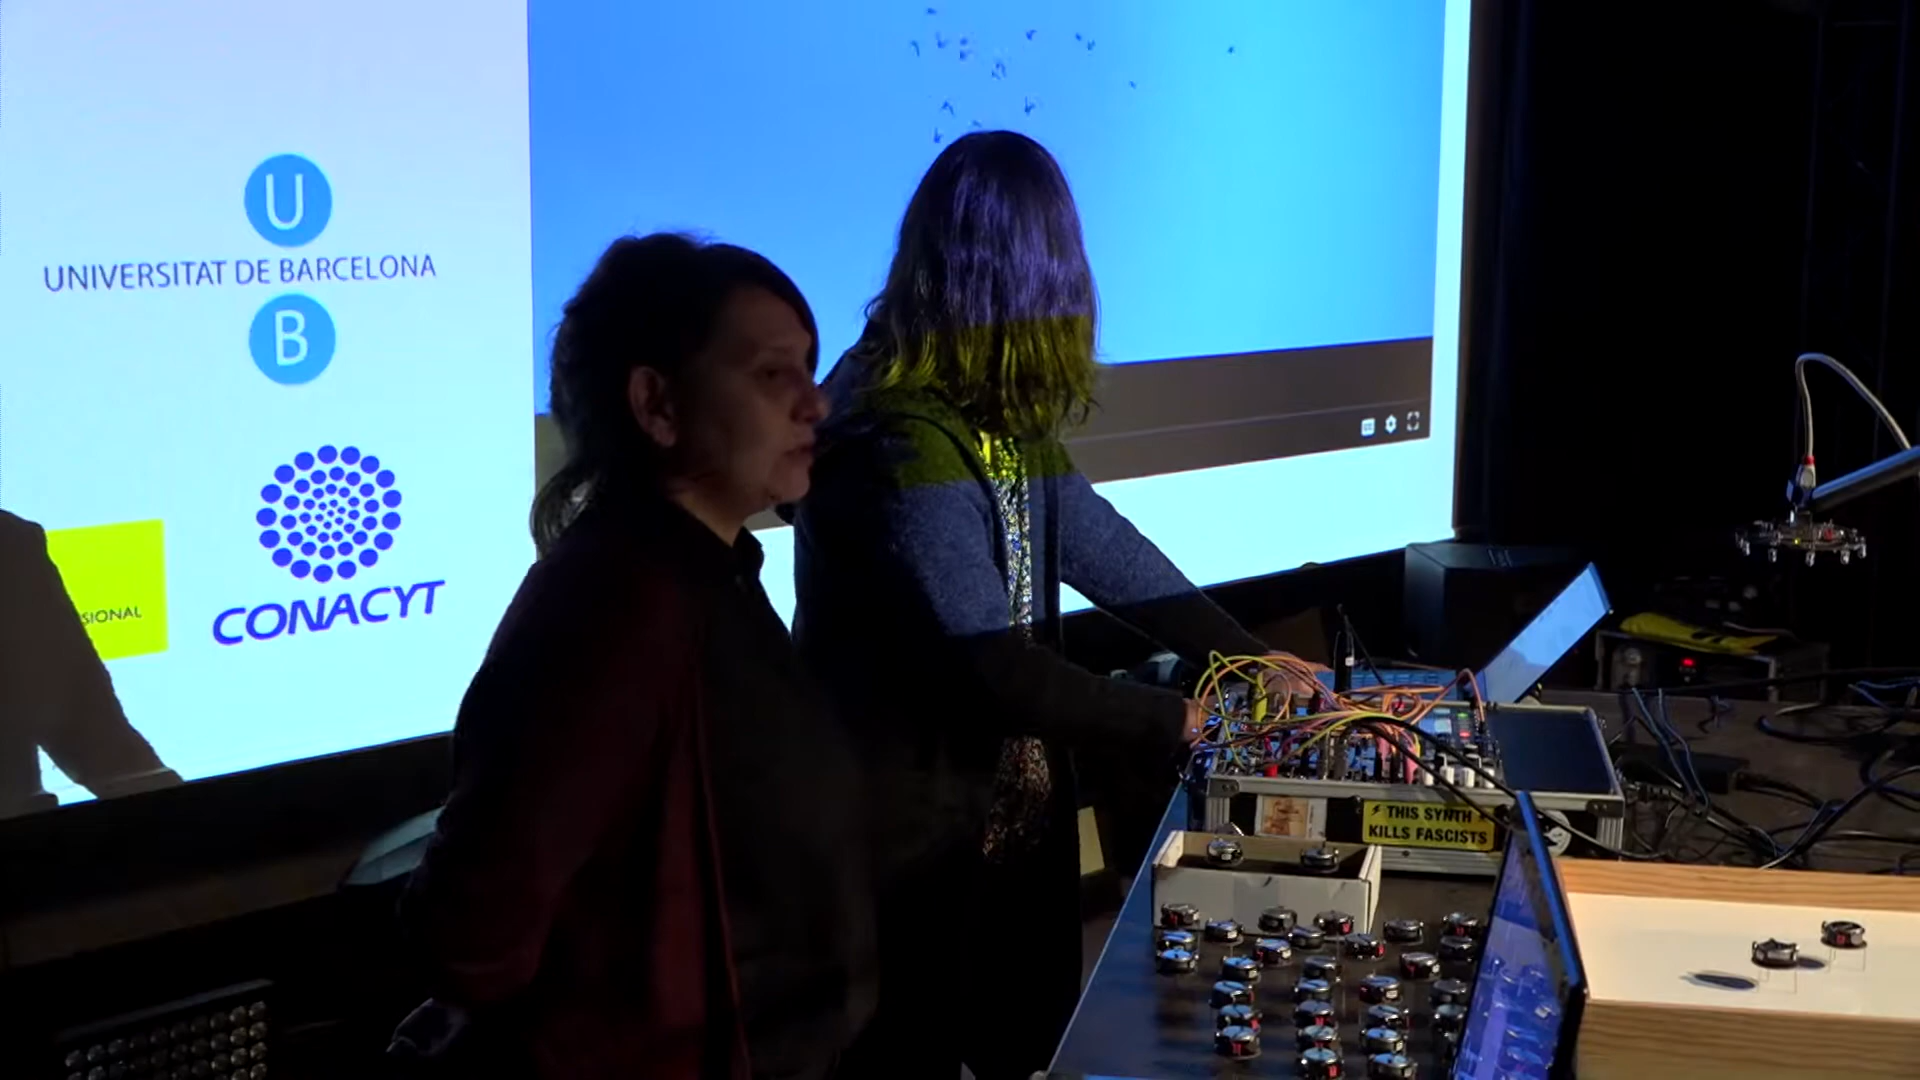 U
UNIVERSITAT DE BARCELONA
B
SIONAL
CONACYT
THIS SYNTH
KILLS FASCISTS